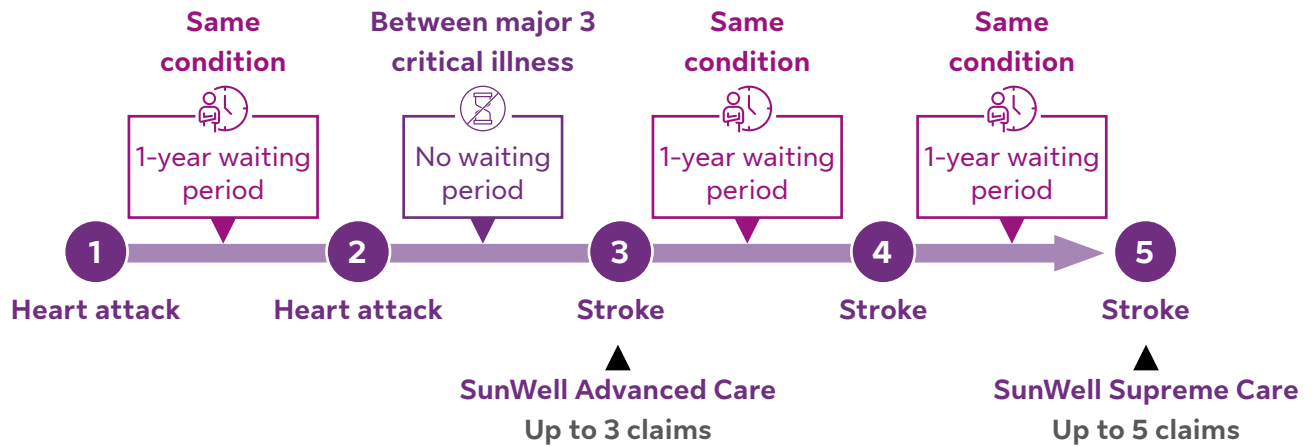 Same
condition
1-year waiting
period
Between major 3
critical illness
No waiting
period
Same
condition
1-year waiting
period
Same
condition
1-year waiting
period
1
2
3
4
5
Heart attack
Heart attack
Stroke
Stroke
Stroke
SunWell Advanced Care
Up to 3 claims
SunWell Supreme Care
Up to 5 claims